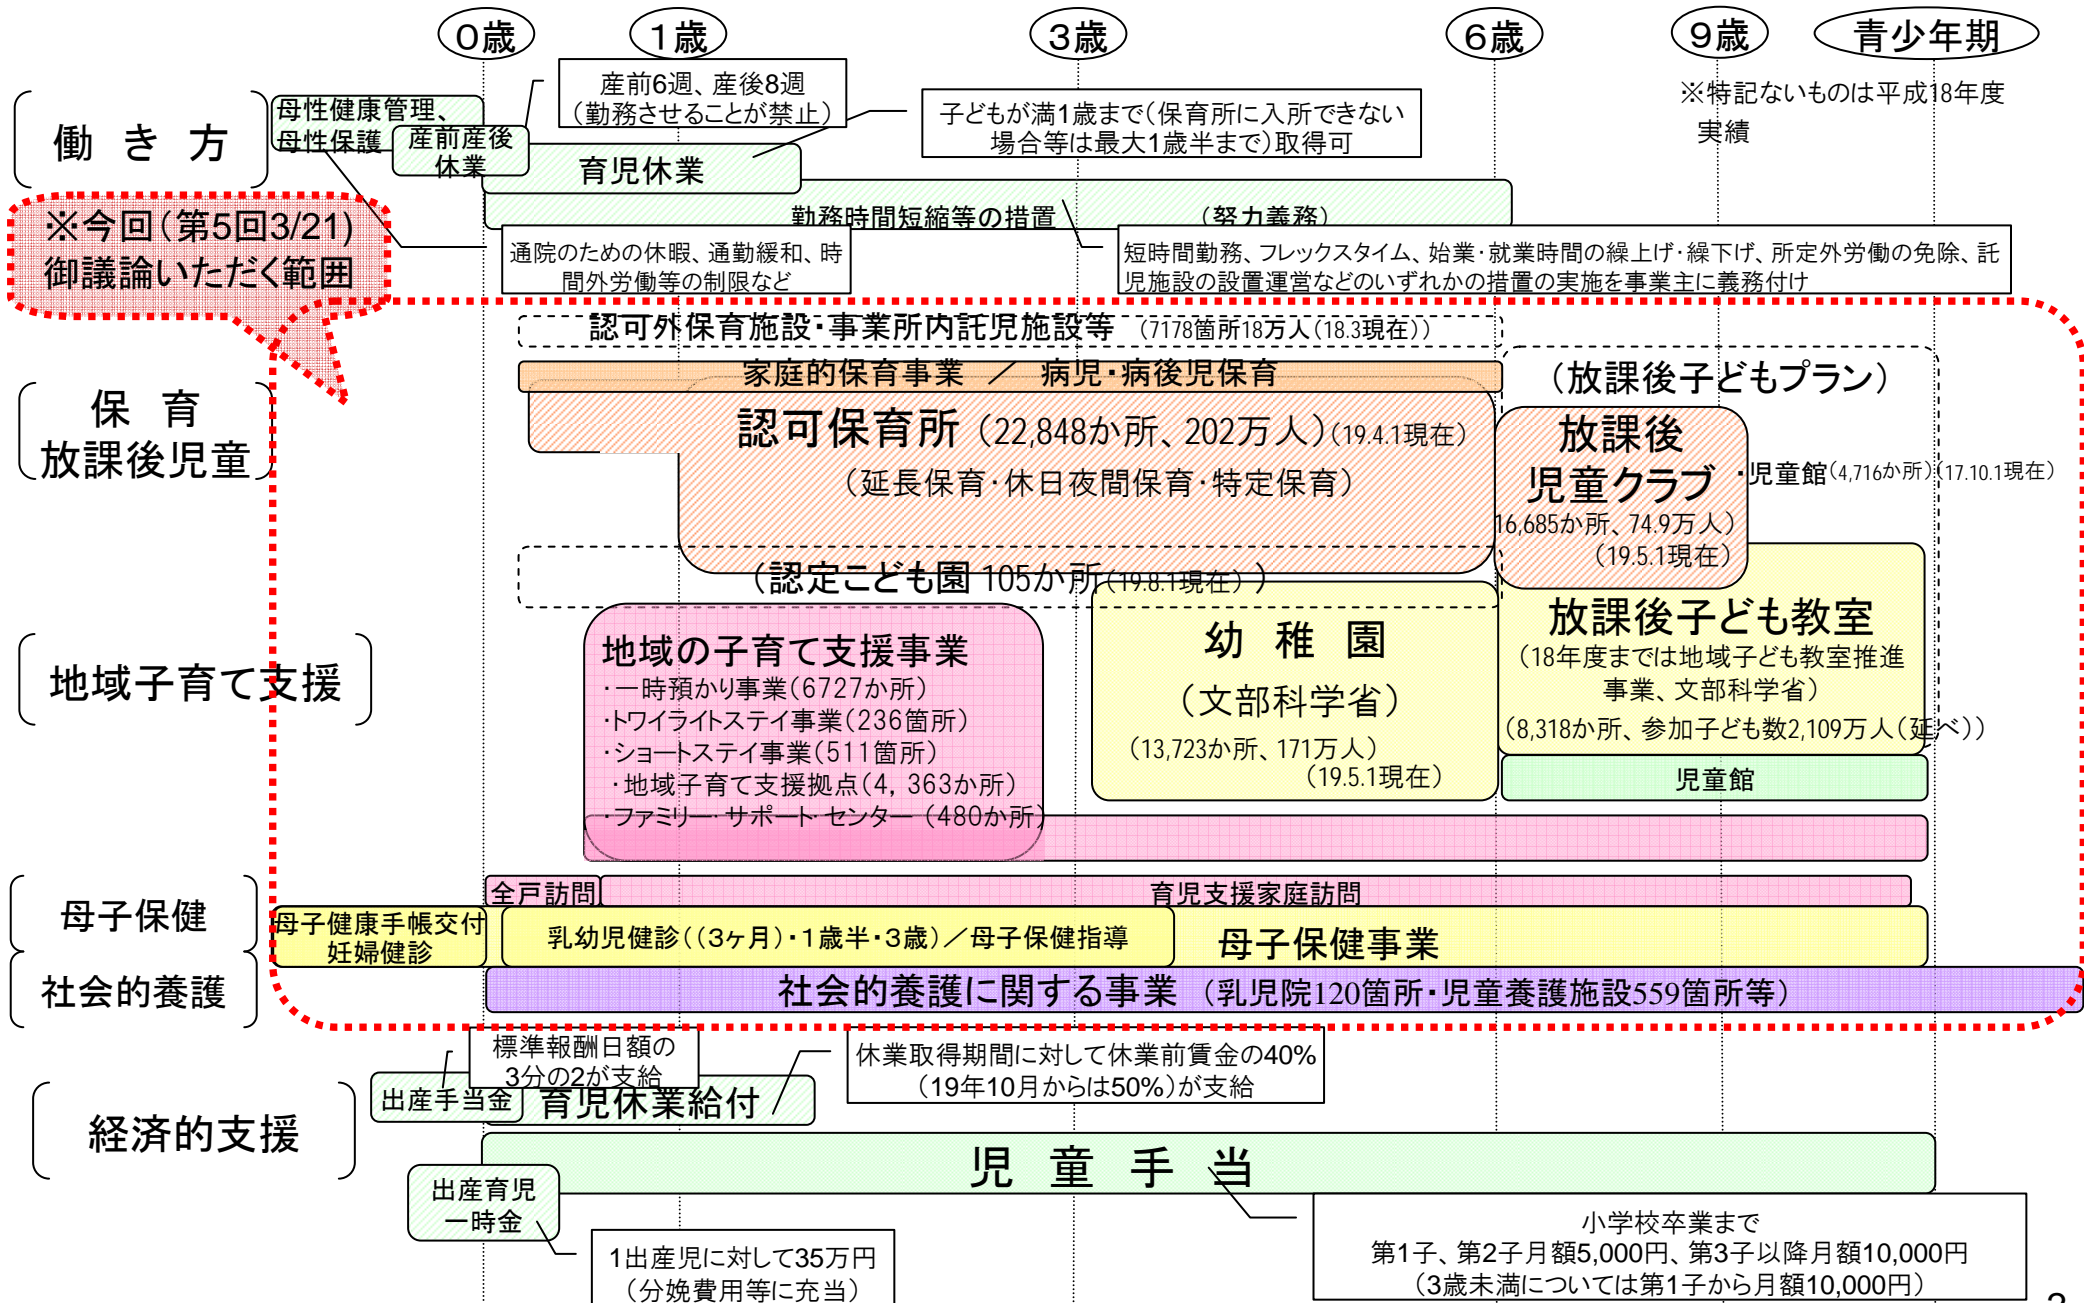 0歳
1歳
3歳
6歳
9歳
青少年期
※特記ないものは平成18年度
実績
働き方
母性健康管理、
母性保護
産前産後
休業
産前6週、産後8週
（勤務させることが禁止）
育児休業
子どもが満1歳まで（保育所に入所できない
場合等は最大1歳半まで）取得可
勤務時間短縮等の措置　（努力義務）
※今回（第5回3/21）
御議論いただく範囲
通院のための休暇、通勤緩和、時
間外労働等の制限など
短時間勤務、フレックスタイム、始業・就業時間の繰上げ・繰下げ、所定外労働の免除、託
児施設の設置運営などのいずれかの措置の実施を事業主に義務付け
認可外保育施設・事業所内託児施設等（7178箇所18万人（18.3現在））
家庭的保育事業　／　病児・病後児保育
保育
放課後児童
認可保育所（22,848か所、202万人）（19.4.1現在）
（延長保育・休日夜間保育・特定保育）
（放課後子どもプラン）
放課後
児童クラブ
16,685か所、74.9万人）
（19.5.1現在）
・児童館（4,716か所）（17.10.1現在）
（認定こども園 105か所（19.8.1現在））
地域子育て支援
地域の子育て支援事業
・一時預かり事業（6727か所）
・トワイライトステイ事業（236箇所）
・ショートステイ事業（511箇所）
・地域子育て支援拠点（4,363か所）
・ファミリー・サポート・センター（480か所）
幼稚園
（文部科学省）
（13,723か所、171万人）
（19.5.1現在）
放課後子ども教室
（18年度までは地域子ども教室推進
事業、文部科学省）
（8,318か所、参加子ども数2,109万人（延べ））
児童館
母子保健
全戸訪問
育児支援家庭訪問
母子健康手帳交付
妊婦健診
乳幼児健診（（3ヶ月）・1歳半・3歳）／母子保健指導
母子保健事業
社会的養護
社会的養護に関する事業（乳児院120箇所・児童養護施設559箇所等）
経済的支援
標準報酬日額の
3分の2が支給
出産手当金
育児休業給付
休業取得期間に対して休業前賃金の40%
（19年10月からは50%）が支給
児童手当
出産育児
一時金
1出産児に対して35万円
（分娩費用等に充当）
小学校卒業まで
第1子、第2子月額5,000円、第3子以降月額10,000円
（3歳未満については第1子から月額10,000円）